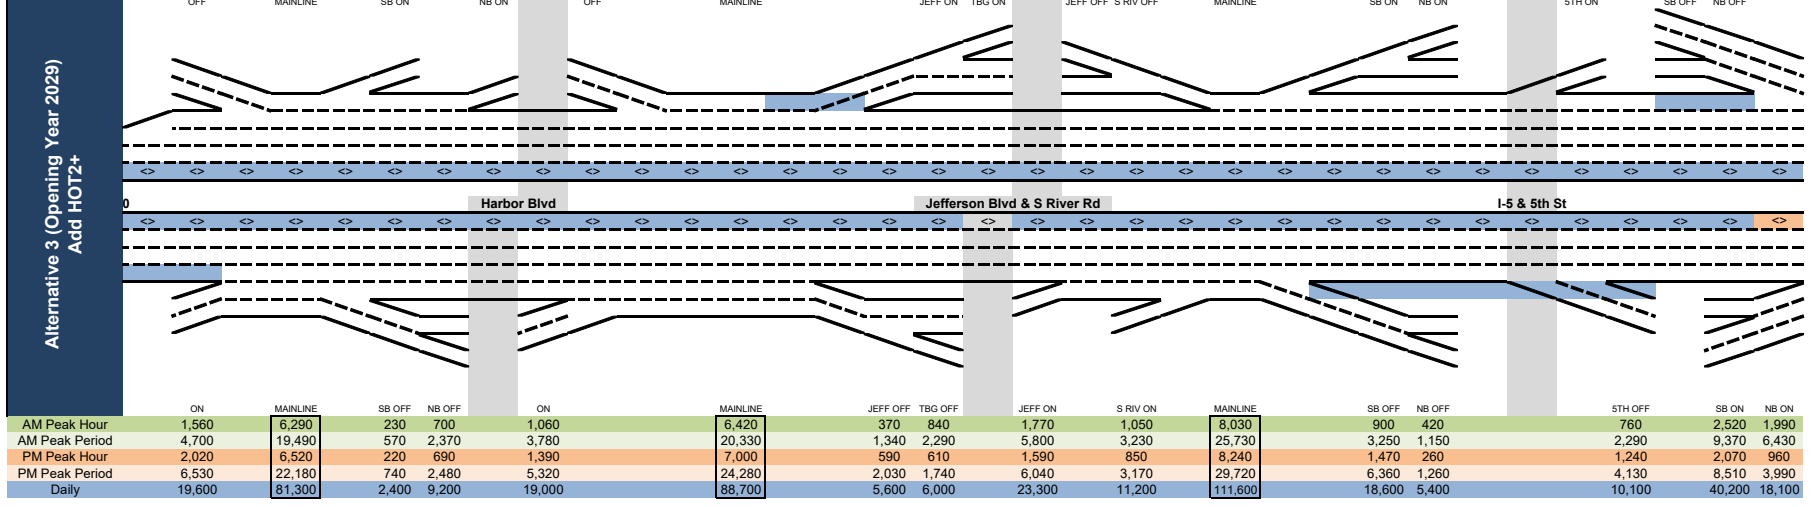 OFF MAINLINE SB ON NB ON OFF MAINLINE JEFF ON TBG ON JEFF OFF S RIV OFF MAINLINE SB ON NB ON 5TH ON SB OFF NB OFF
Alternative 3 (Opening Year 2029)
Add HOT2+
<> <> <> <> <> <> <> <> <> <> <> <> <> <> <> <> <> <> <> <> <> <> <> <> <> <> <> <> <> <> <> <> <> <>
0 Harbor Blvd Jefferson Blvd & S River Rd I-5 & 5th St
<> <> <> <> <> <> <> <> <> <> <> <> <> <> <> <> <> <> <> <> <> <> <> <> <> <> <> <> <> <> <> <> <> <>
ON MAINLINE SB OFF NB OFF ON MAINLINE JEFF OFF TBG OFF JEFF ON S RIV ON MAINLINE SB OFF NB OFF 5TH OFF SB ON NB ON
AM Peak Hour 1,560 6,290 230 700 1,060 6,420 370 840 1,770 1,050 8,030 900 420 760 2,520 1,990
AM Peak Period 4,700 19,490 570 2,370 3,780 20,330 1,340 2,290 5,800 3,230 25,730 3,250 1,150 2,290 9,370 6,430
PM Peak Hour 2,020 6,520 220 690 1,390 7,000 590 610 1,590 850 8,240 1,470 260 1,240 2,070 960
PM Peak Period 6,530 22,180 740 2,480 5,320 24,280 2,030 1,740 6,040 3,170 29,720 6,360 1,260 4,130 8,510 3,990
Daily 19,600 81,300 2,400 9,200 19,000 88,700 5,600 6,000 23,300 11,200 111,600 18,600 5,400 10,100 40,200 18,100